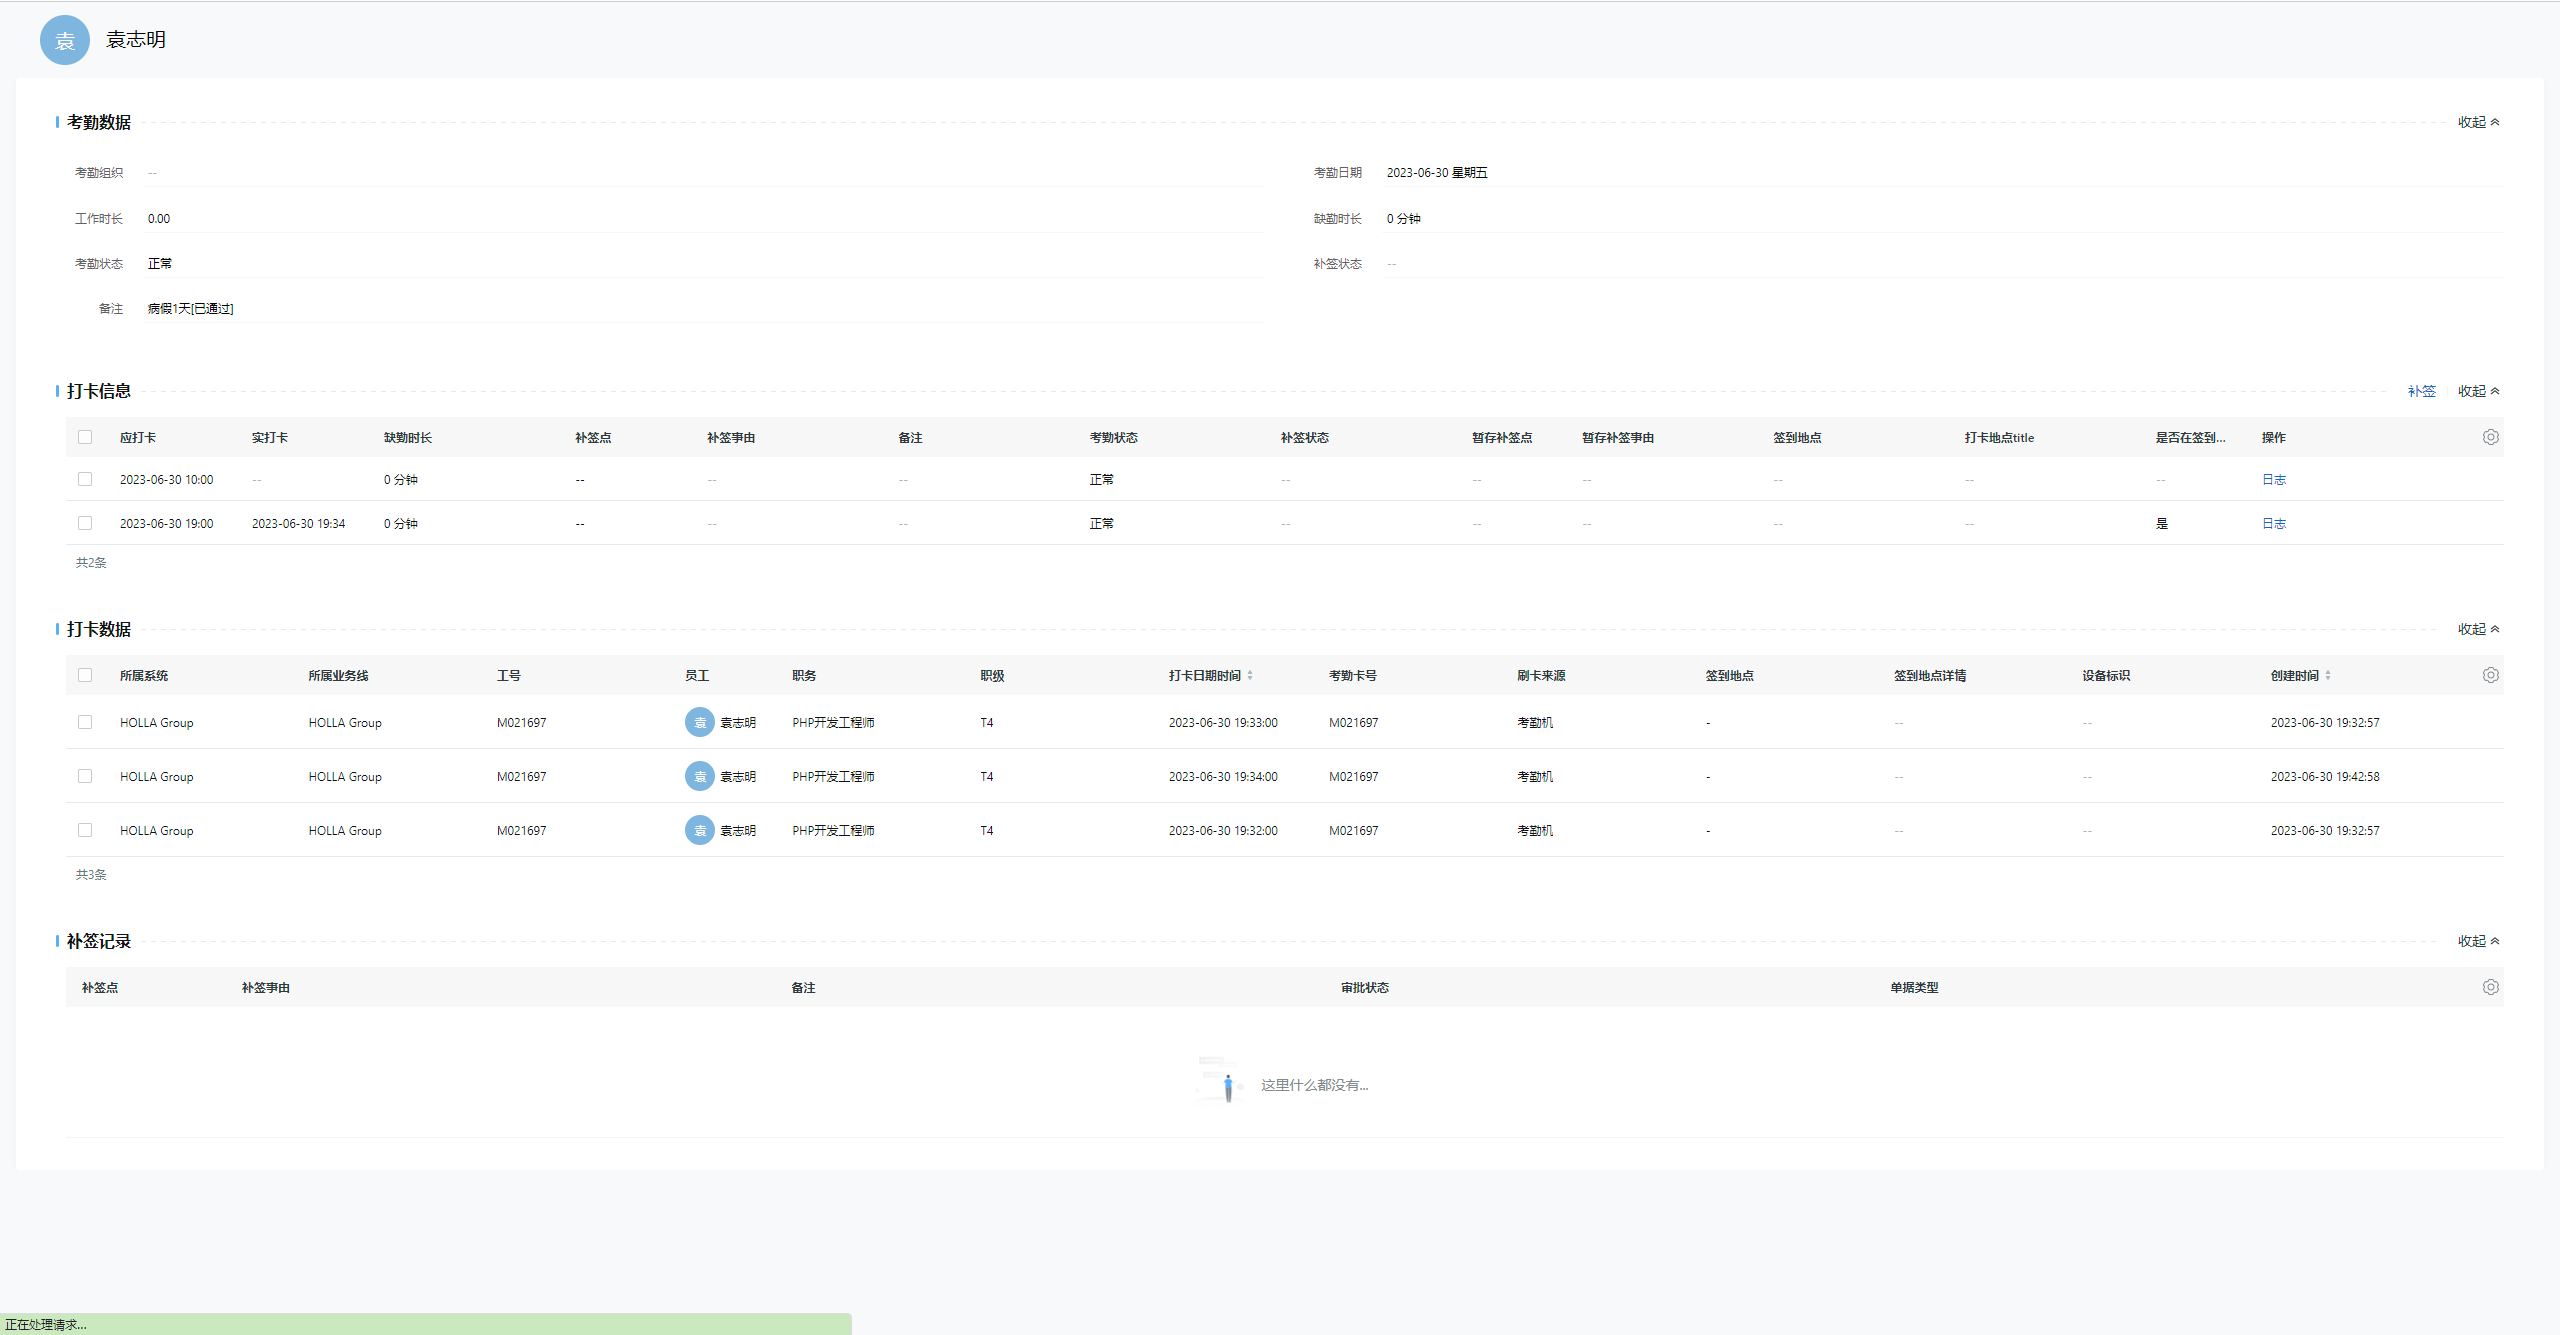 袁 袁志明
考勤数据 收起
考勤组织 -- 考勤日期 2023-06-30 星期五
工作时长 0.00 缺勤时长 0 分钟
考勤状态 正常 补签状态 --
备注 病假1天[已通过]
打卡信息 补签 收起
应打卡 实打卡 缺勤时长 补签点 补签事由 备注 考勤状态 补签状态 暂存补签点 暂存补签事由 签到地点 打卡地点title 是否在签到... 操作
2023-06-30 10:00 -- 0 分钟 -- -- -- 正常 -- -- -- -- -- -- 日志
2023-06-30 19:00 2023-06-30 19:34 0 分钟 -- -- -- 正常 -- -- -- -- -- 是 日志
共2条
打卡数据 收起
所属系统 所属业务线 工号 员工 职务 职级 打卡日期时间 考勤卡号 刷卡来源 签到地点 签到地点详情 设备标识 创建时间
HOLLA Group HOLLA Group M021697 袁 袁志明 PHP开发工程师 T4 2023-06-30 19:33:00 M021697 考勤机 - -- -- 2023-06-30 19:32:57
HOLLA Group HOLLA Group M021697 袁 袁志明 PHP开发工程师 T4 2023-06-30 19:34:00 M021697 考勤机 - -- -- 2023-06-30 19:42:58
HOLLA Group HOLLA Group M021697 袁 袁志明 PHP开发工程师 T4 2023-06-30 19:32:00 M021697 考勤机 - -- -- 2023-06-30 19:32:57
共3条
补签记录 收起
补签点 补签事由 备注 审批状态 单据类型
这里什么都没有...
正在处理请求...